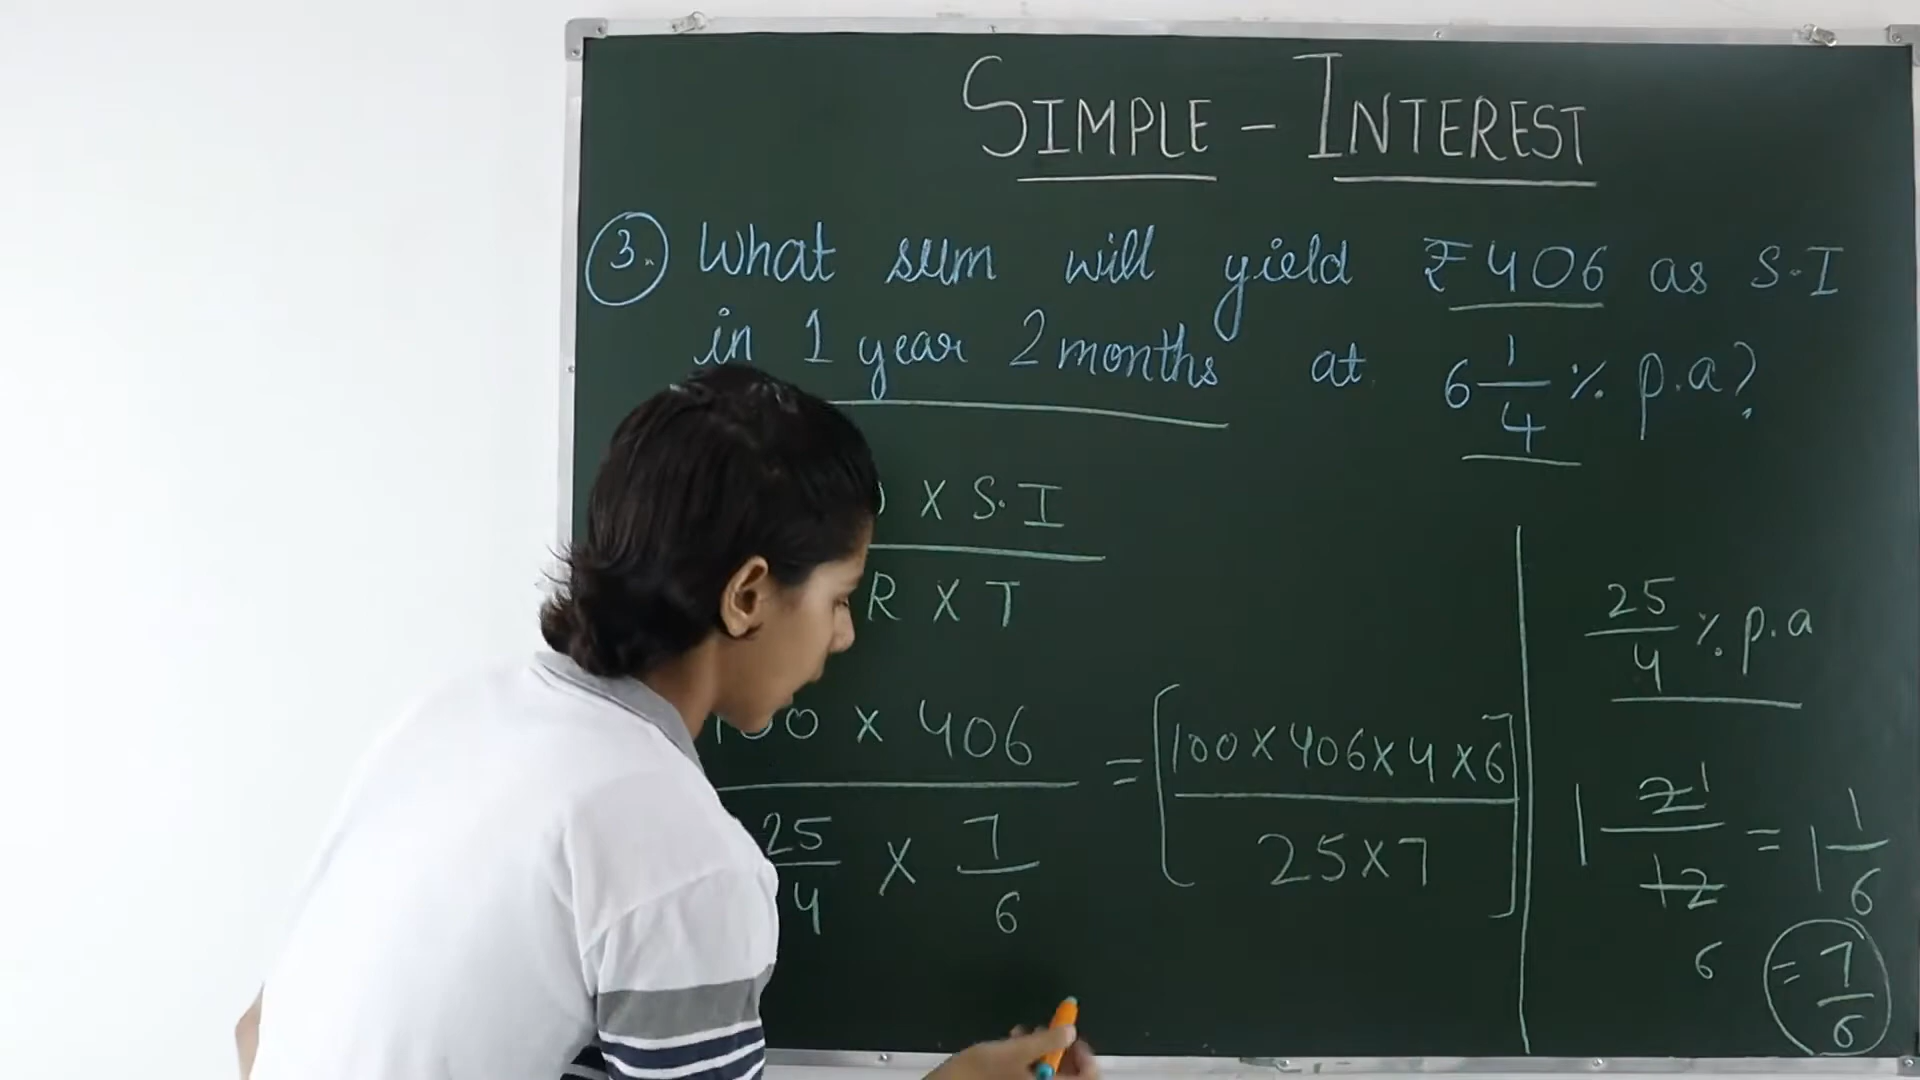 SIMPLE - INTEREST
3. What sum will yield ₹406 as S.I
in 1 year 2 months at 6 1/4 % p.a?
X S.I
R X T
100 x 406
25/4 X 7/6
= [100 X 406 X 4 X 6 / 25 X 7]
25/4 % p.a
1 2/12 = 1 1/6
1
6
= 7/6